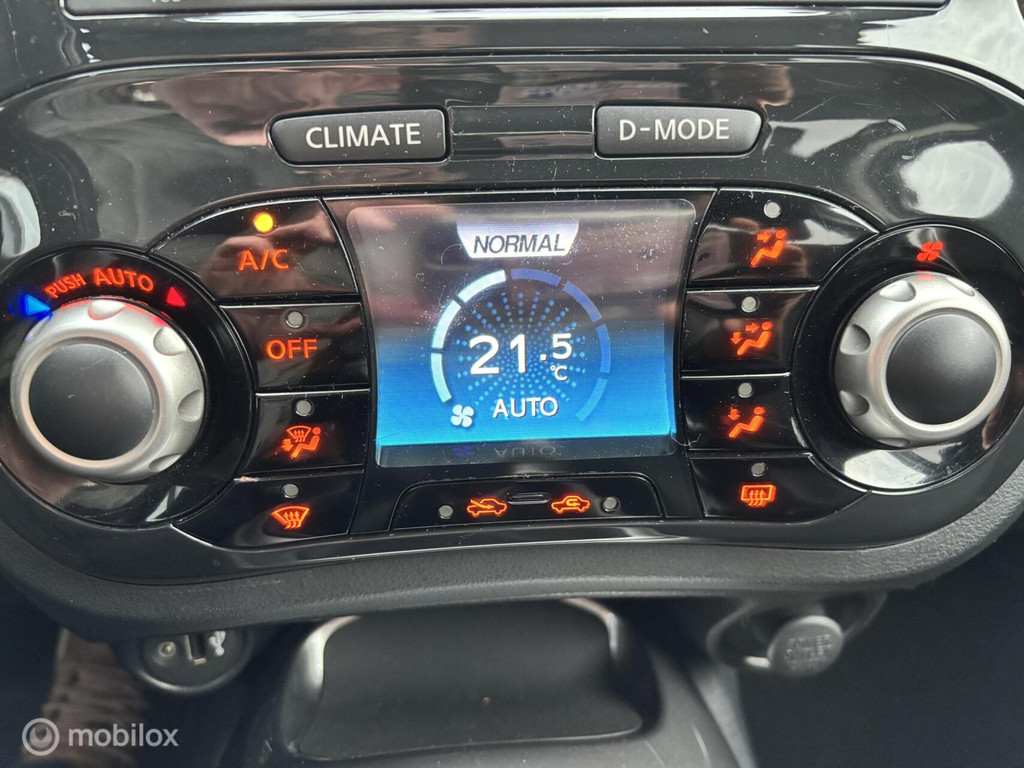 CLIMATE
D-MODE
NORMAL
A/C
PUSH AUTO
OFF
21.5
°C
AUTO
mobilox